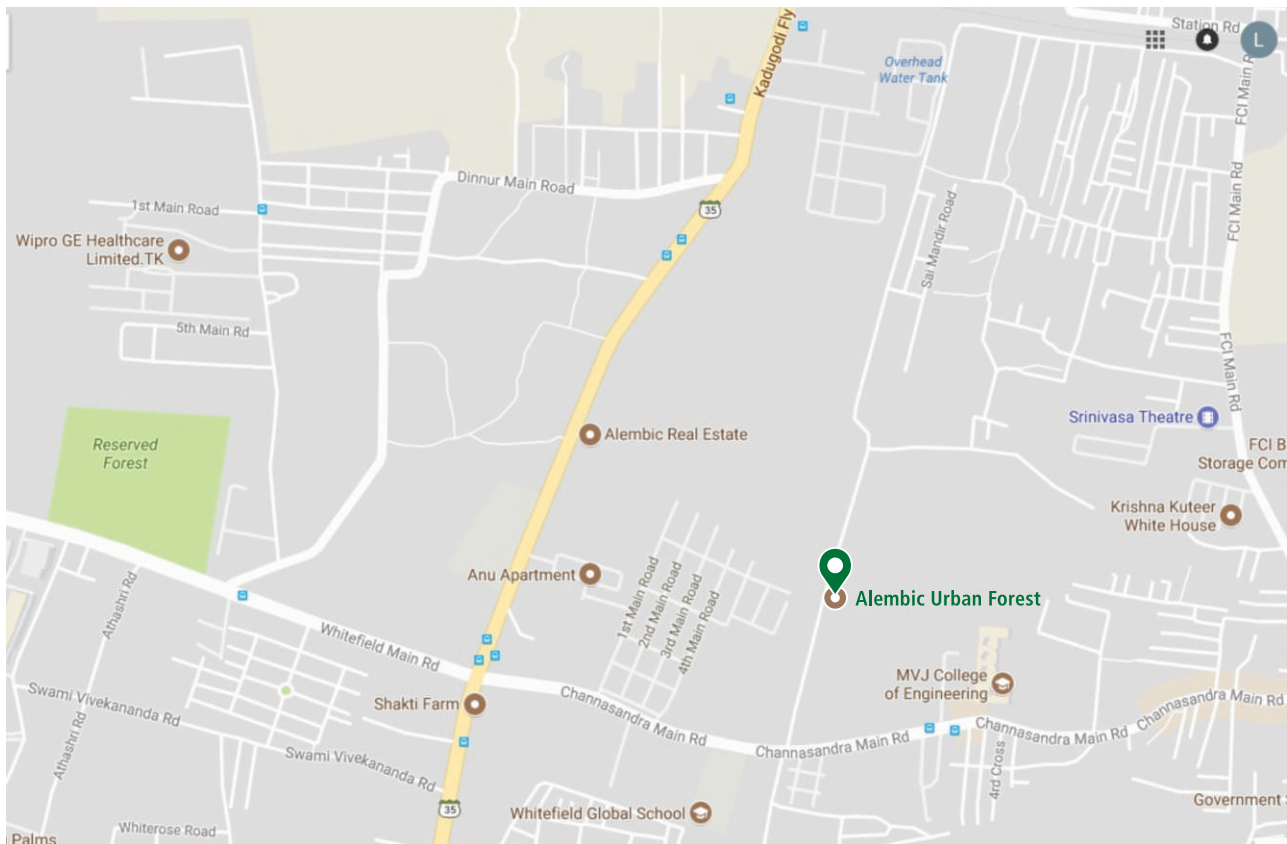 Station Rd
L
Kadugodi Fly
Overhead
Water Tank
FCI Main R
Dinnur Main Road
1st Main Road
35
Sai Mandir Road
FCI Main Rd
Wipro GE Healthcare
Limited.TK
5th Main Rd
FCI Main Rd
Srinivasa Theatre
Alembic Real Estate
Reserved
Forest
FCI B
Storage Com
Krishna Kuteer
White House
Anu Apartment
1st Main Road
2nd Main Road
3rd Main Road
4th Main Road
Alembic Urban Forest
Athashri Rd
Whitefield Main Rd
MVJ College
of Engineering
Swami Vivekananda Rd
Shakti Farm
Channasandra Main Rd
Channasandra Main Rd
Channasandra Main Rd
Channasandra Main Rd
Athashri Rd
Swami Vivekananda Rd
4rd Cross
35
Whitefield Global School
Government
Whiterose Road
Palms